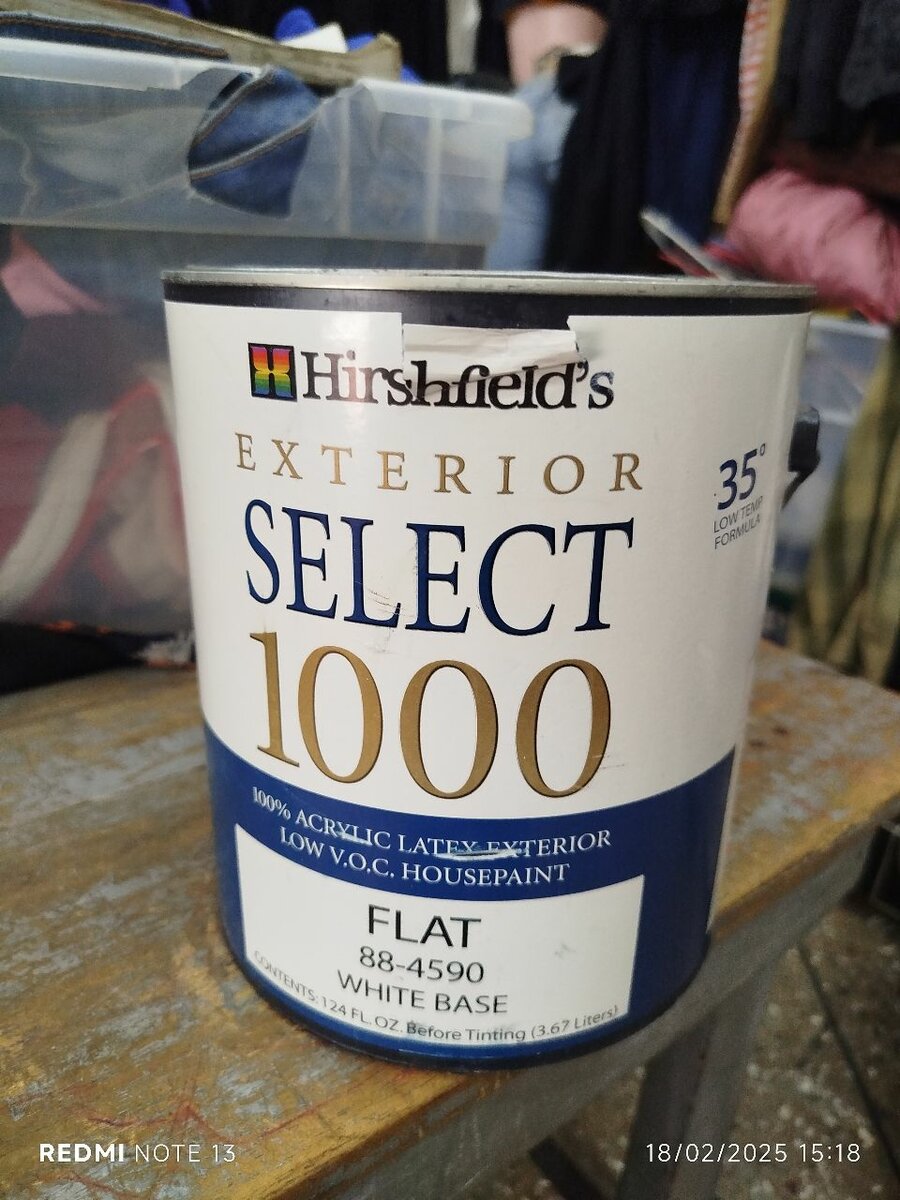 Hirshfield's
EXTERIOR
SELECT
1000
35°
LOW TEMP
FORMULA
100% ACRYLIC LATEX EXTERIOR
LOW V.O.C. HOUSEPAINT
FLAT
88-4590
WHITE BASE
CONTENTS: 124 FL. OZ. Before Tinting (3.67 Liters)
REDMI NOTE 13
18/02/2025 15:18